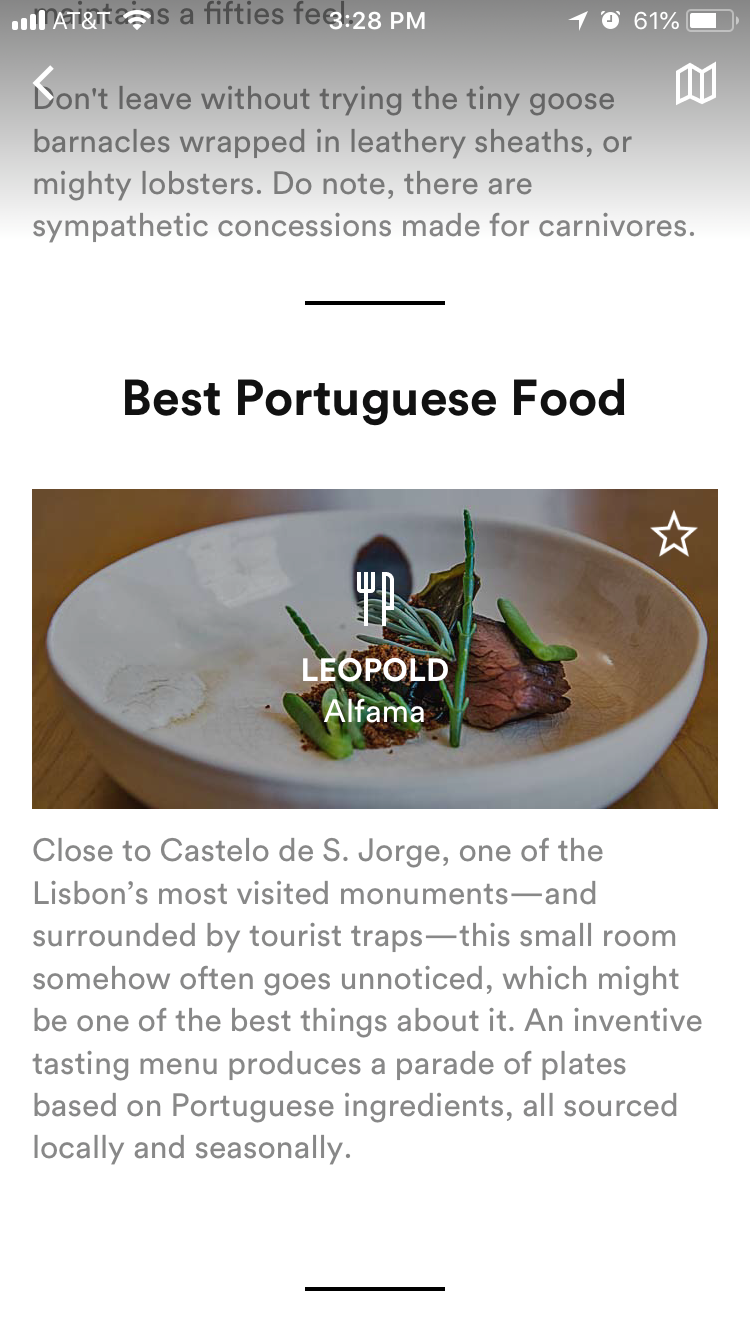 maintains a fifties feel.
AT&T 3:28 PM 61%
Don't leave without trying the tiny goose
barnacles wrapped in leathery sheaths, or
mighty lobsters. Do note, there are
sympathetic concessions made for carnivores.
Best Portuguese Food
LEOPOLD
Alfama
Close to Castelo de S. Jorge, one of the
Lisbon’s most visited monuments—and
surrounded by tourist traps—this small room
somehow often goes unnoticed, which might
be one of the best things about it. An inventive
tasting menu produces a parade of plates
based on Portuguese ingredients, all sourced
locally and seasonally.